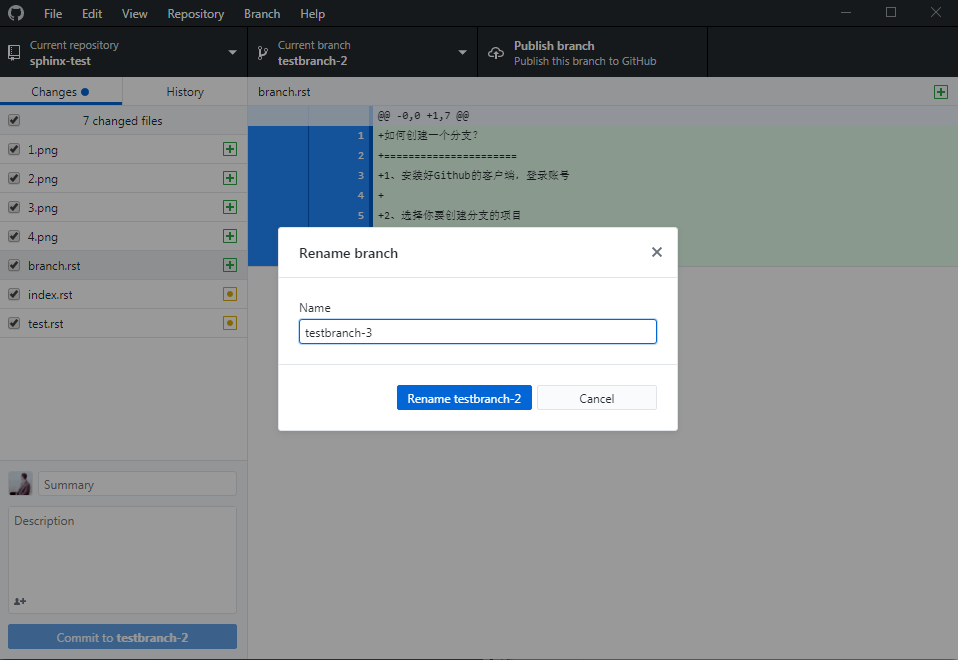 File Edit View Repository Branch Help
Current repository
sphinx-test
Current branch
testbranch-2
Publish branch
Publish this branch to GitHub
Changes
History
branch.rst
7 changed files
1.png
2.png
3.png
4.png
branch.rst
index.rst
test.rst
@@ -0,0 +1,7 @@
1 +如何创建一个分支?
2 +======================
3 +1、安装好Github的客户端，登录账号
4 +
5 +2、选择你要创建分支的项目
Rename branch
Name
testbranch-3
Rename testbranch-2
Cancel
Summary
Description
Commit to testbranch-2